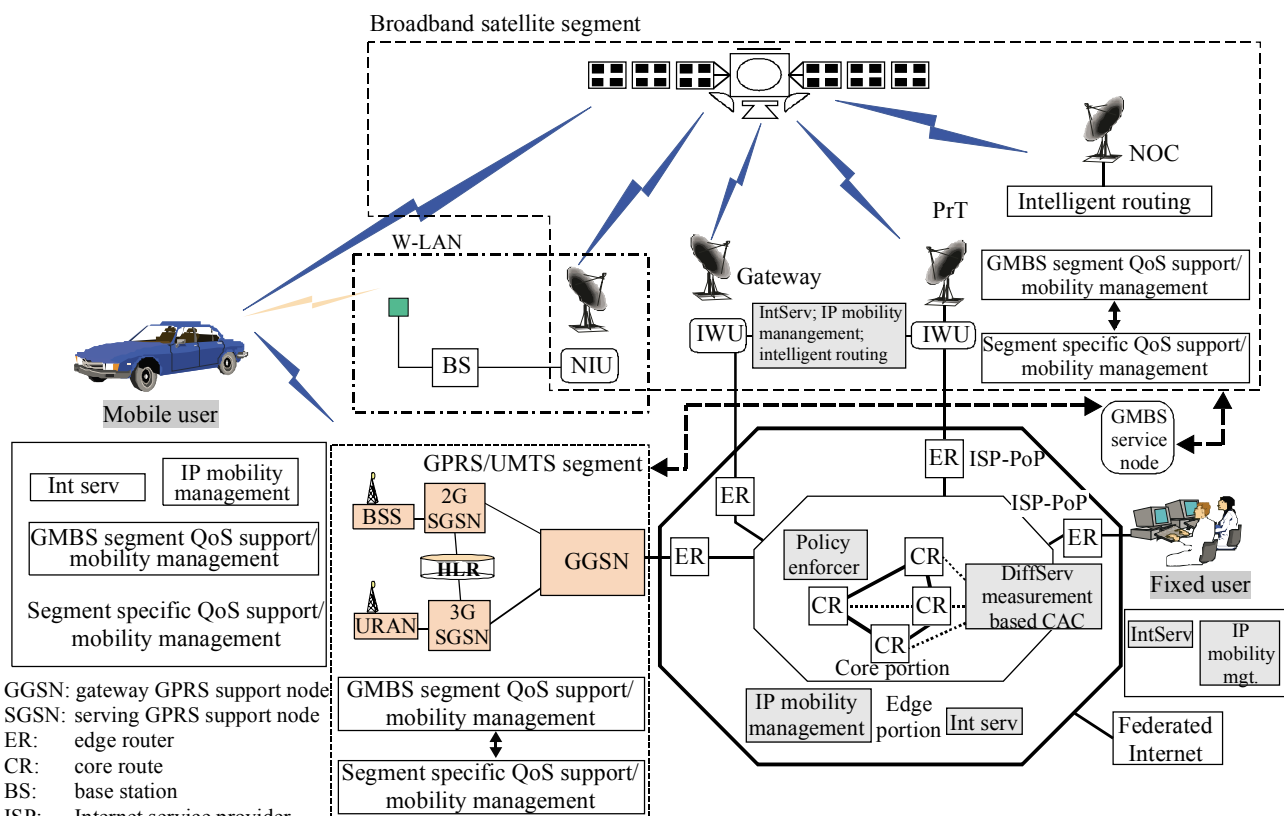 Broadband satellite segment
NOC
Intelligent routing
PrT
W-LAN
Gateway
GMBS segment QoS support/
mobility management
IntServ; IP mobility
manangement;
intelligent routing
IWU
IWU
Segment specific QoS support/
mobility management
BS
NIU
Mobile user
GMBS
service
node
Int serv
IP mobility
management
GMBS segment QoS support/
mobility management
Segment specific QoS support/
mobility management
GPRS/UMTS segment
BSS
2G
SGSN
HLR
URAN
3G
SGSN
GGSN
GMBS segment QoS support/
mobility management
Segment specific QoS support/
mobility management
ER
ISP-PoP
ER
ISP-PoP
ER
ER
Policy
enforcer
CR
CR
CR
CR
DiffServ
measurement
based CAC
Core portion
IP mobility
management
Edge
portion
Int serv
Fixed user
IntServ
IP
mobility
mgt.
Federated
Internet
GGSN: gateway GPRS support node
SGSN: serving GPRS support node
ER: edge router
CR: core route
BS: base station
ISP: Internet service provider